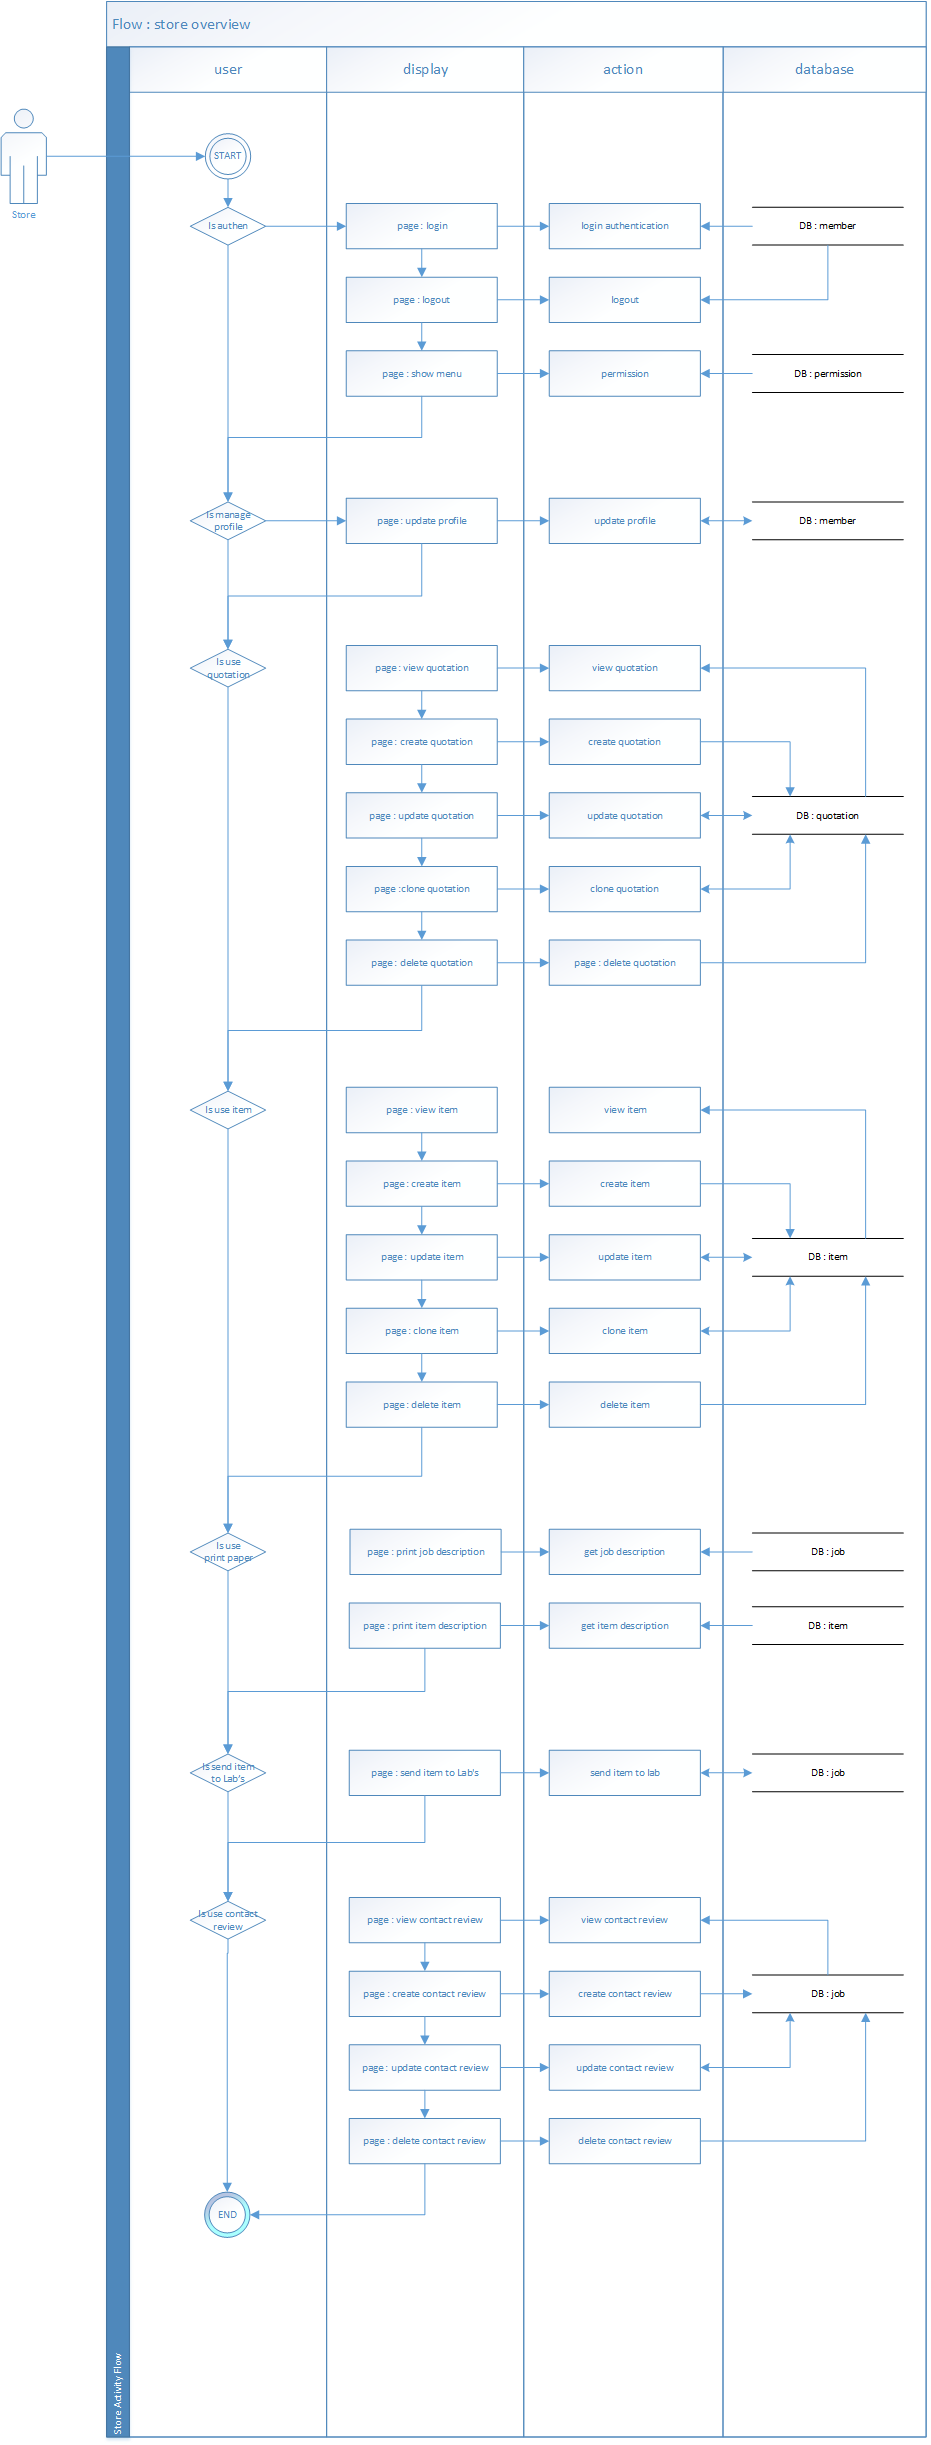 Flow : store overview
user
display
action
database
START
Store
Is authen
page : login
login authentication
DB : member
page : logout
logout
page : show menu
permission
DB : permission
Is manage
profile
page : update profile
update profile
DB : member
Is use
quotation
page : view quotation
view quotation
page : create quotation
create quotation
page : update quotation
update quotation
DB : quotation
page :clone quotation
clone quotation
page : delete quotation
page : delete quotation
Is use item
page : view item
view item
page : create item
create item
page : update item
update item
DB : item
page : clone item
clone item
page : delete item
delete item
Is use
print paper
page : print job description
get job description
DB : job
page : print item description
get item description
DB : item
Is send item
to Lab's
page : send item to Lab's
send item to lab
DB : job
Is use contact
review
page : view contact review
view contact review
page : create contact review
create contact review
DB : job
page : update contact review
update contact review
page : delete contact review
delete contact review
END
Store Activity Flow